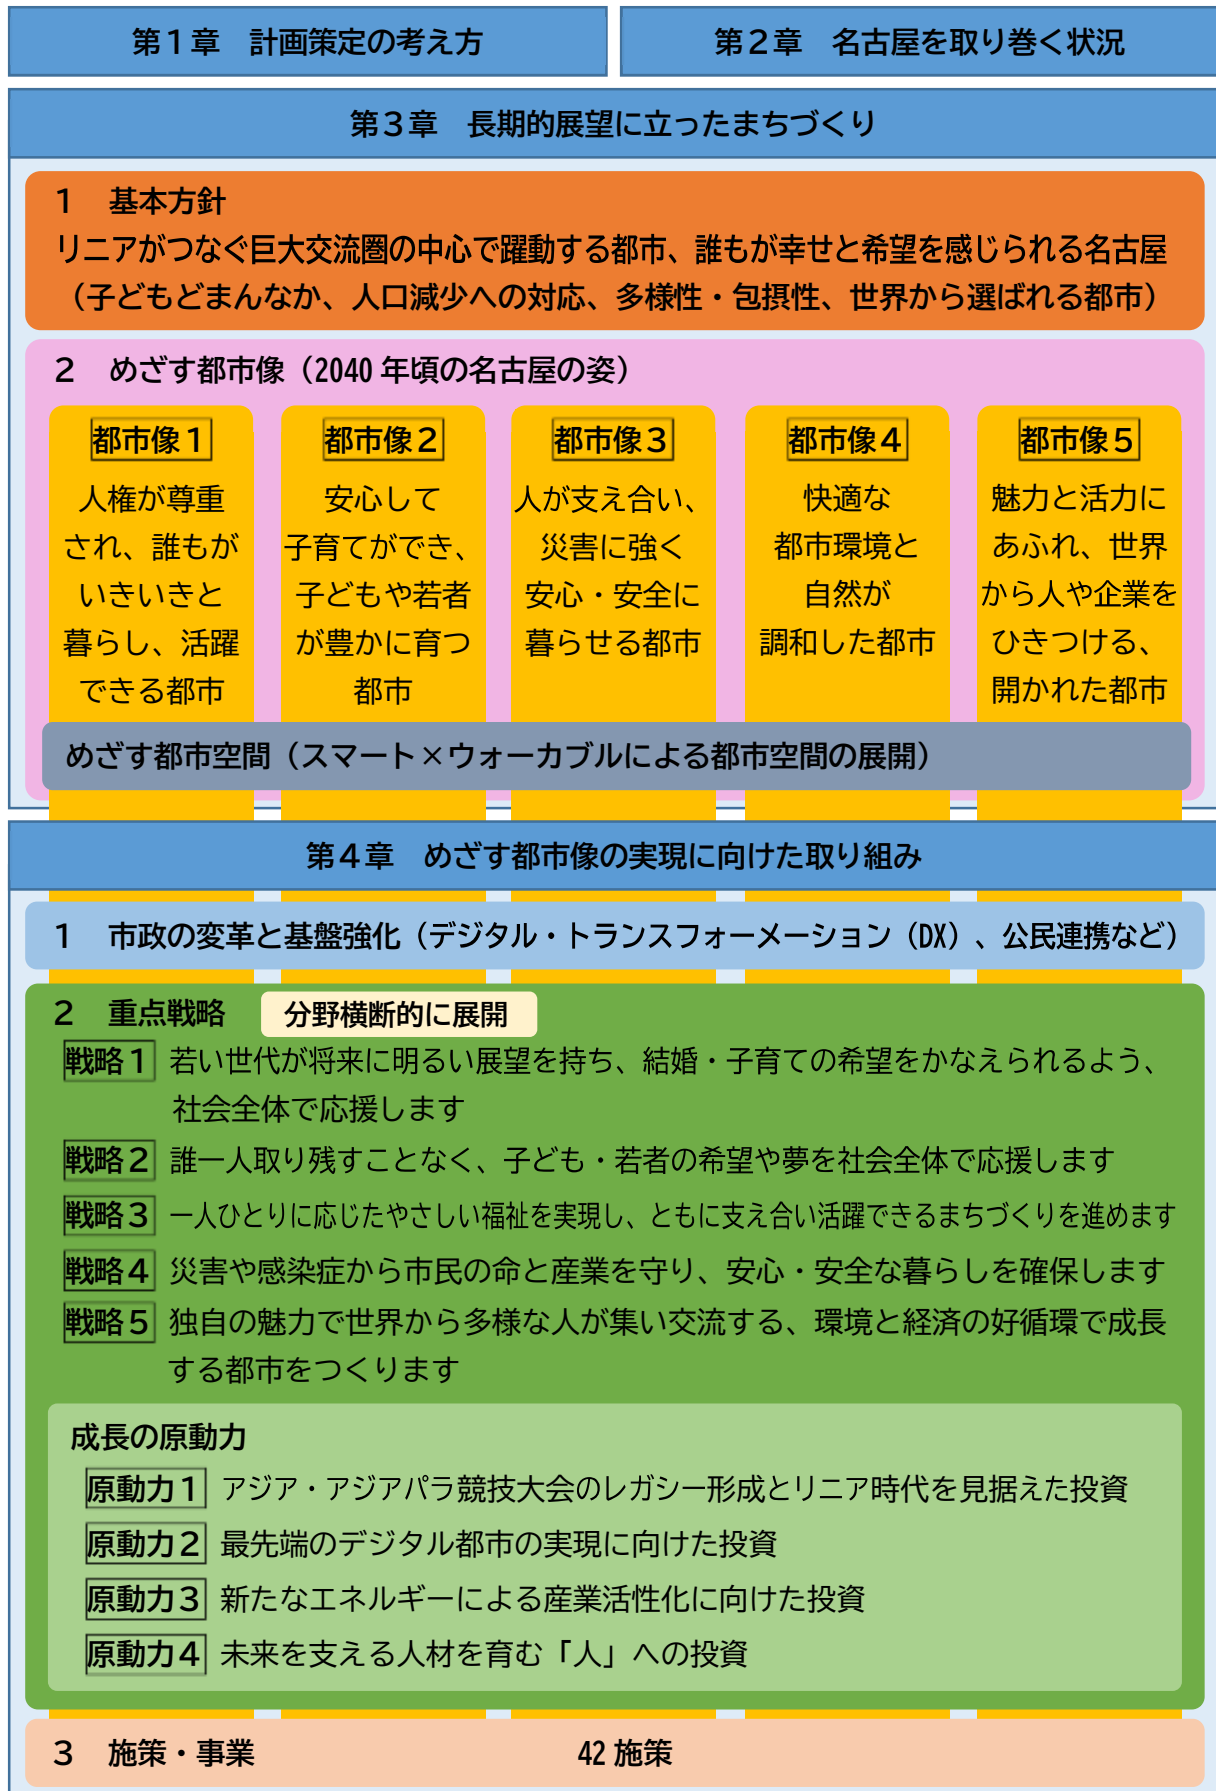 第１章　計画策定の考え方
第２章　名古屋を取り巻く状況
第３章　長期的展望に立ったまちづくり
１　基本方針
リニアがつなぐ巨大交流圏の中心で躍動する都市、誰もが幸せと希望を感じられる名古屋
（子どもどまんなか、人口減少への対応、多様性・包摂性、世界から選ばれる都市）
２　めざす都市像（2040 年頃の名古屋の姿）
都市像１
人権が尊重
され、誰もが
いきいきと
暮らし、活躍
できる都市
都市像２
安心して
子育てができ、
子どもや若者
が豊かに育つ
都市
都市像３
人が支え合い、
災害に強く
安心・安全に
暮らせる都市
都市像４
快適な
都市環境と
自然が
調和した都市
都市像５
魅力と活力に
あふれ、世界
から人や企業を
ひきつける、
開かれた都市
めざす都市空間（スマート×ウォーカブルによる都市空間の展開）
第４章　めざす都市像の実現に向けた取り組み
１　市政の変革と基盤強化（デジタル・トランスフォーメーション（DX）、公民連携など）
２　重点戦略　分野横断的に展開
戦略１ 若い世代が将来に明るい展望を持ち、結婚・子育ての希望をかなえられるよう、
社会全体で応援します
戦略２ 誰一人取り残すことなく、子ども・若者の希望や夢を社会全体で応援します
戦略３ 一人ひとりに応じたやさしい福祉を実現し、ともに支え合い活躍できるまちづくりを進めます
戦略４ 災害や感染症から市民の命と産業を守り、安心・安全な暮らしを確保します
戦略５ 独自の魅力で世界から多様な人が集い交流する、環境と経済の好循環で成長
する都市をつくります
成長の原動力
原動力１ アジア・アジアパラ競技大会のレガシー形成とリニア時代を見据えた投資
原動力２ 最先端のデジタル都市の実現に向けた投資
原動力３ 新たなエネルギーによる産業活性化に向けた投資
原動力４ 未来を支える人材を育む「人」への投資
３　施策・事業　42 施策